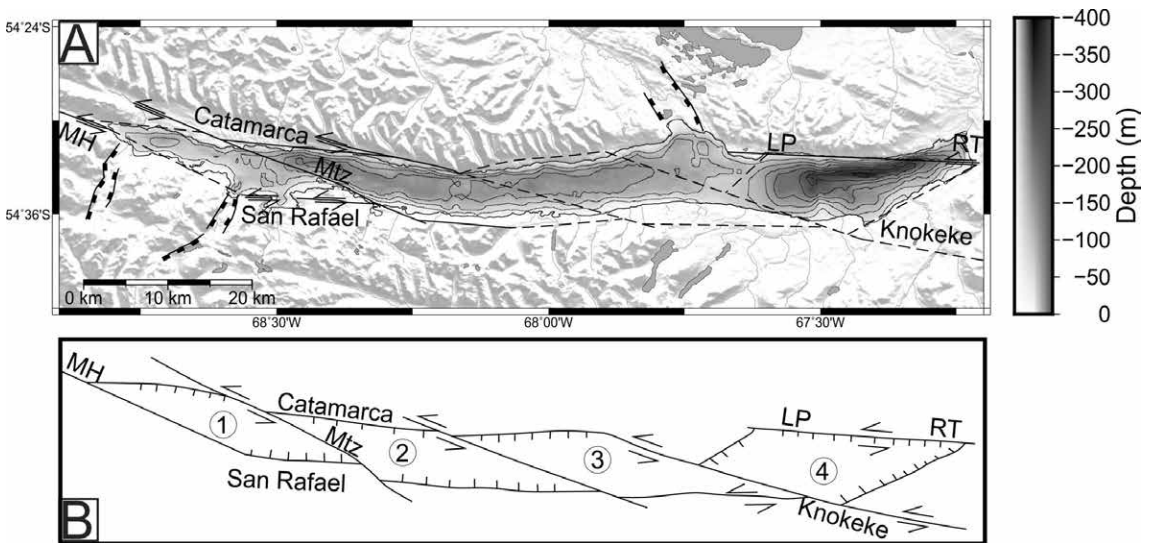 A
54˚24'S
54˚36'S
MH
Catamarca
Mtz
San Rafáel
LP
RT
Knokeke
0 km 10 km 20 km
68˚30'W 68˚00'W 67˚30'W
−400
−350
−300
−250
−200
−150
−100
−50
0
Depth (m)
B
MH
Catamarca
Mtz
San Rafael
LP
RT
Knokeke
1
2
3
4